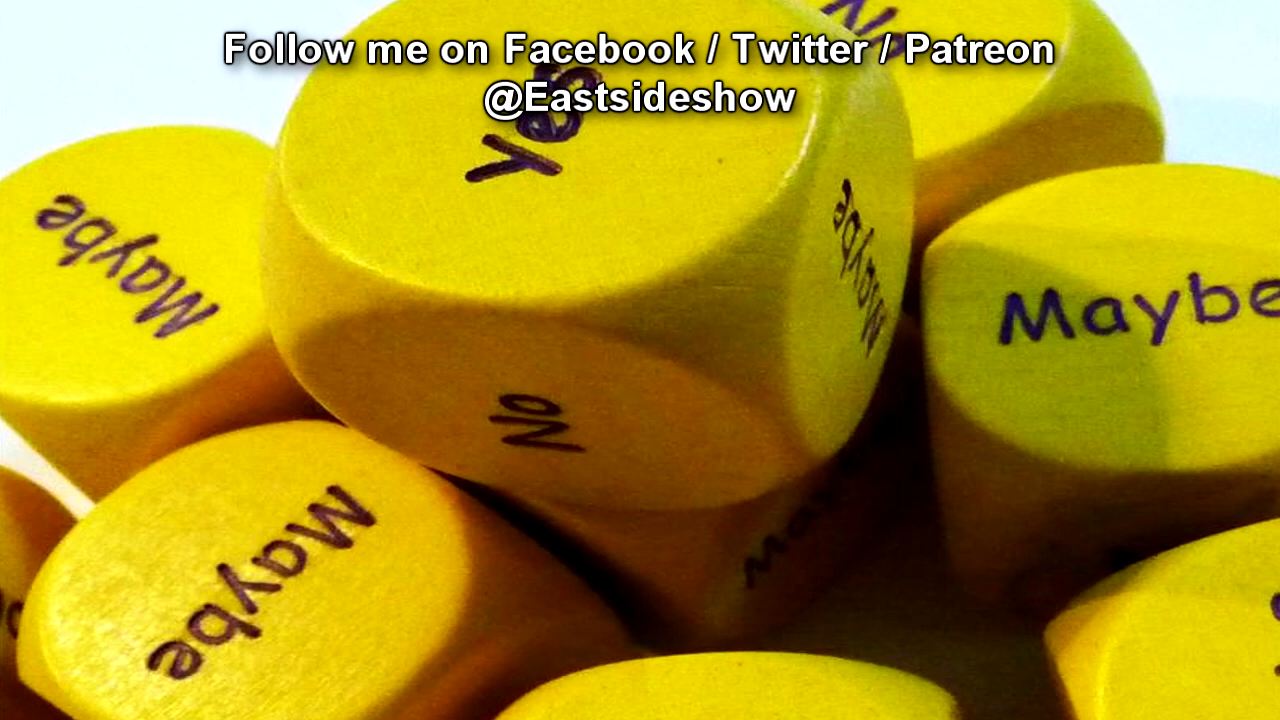 Follow me on Facebook / Twitter / Patreon
@Eastsideshow
Yes
Maybe
Maybe
Maybe
No
Maybe